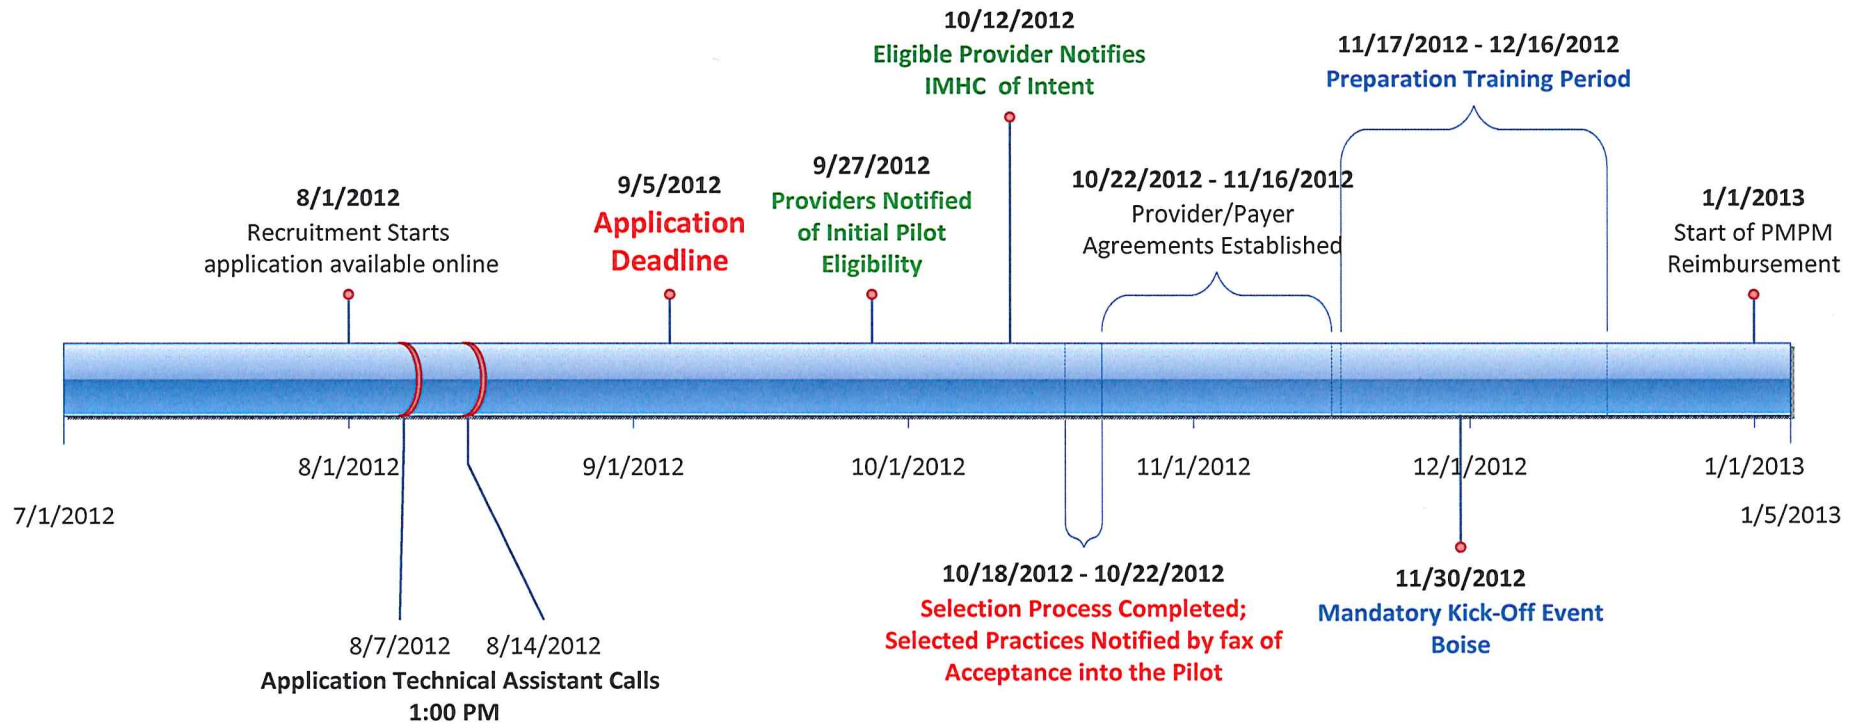 10/12/2012
Eligible Provider Notifies
IMHC of Intent
11/17/2012 - 12/16/2012
Preparation Training Period
9/27/2012
Providers Notified
of Initial Pilot
Eligibility
10/22/2012 - 11/16/2012
Provider/Payer
Agreements Established
8/1/2012
Recruitment Starts
application available online
9/5/2012
Application
Deadline
1/1/2013
Start of PMPM
Reimbursement
8/1/2012
9/1/2012
10/1/2012
11/1/2012
12/1/2012
1/1/2013
7/1/2012
1/5/2013
10/18/2012 - 10/22/2012
Selection Process Completed;
Selected Practices Notified by fax of
Acceptance into the Pilot
11/30/2012
Mandatory Kick-Off Event
Boise
8/7/2012
8/14/2012
Application Technical Assistant Calls
1:00 PM